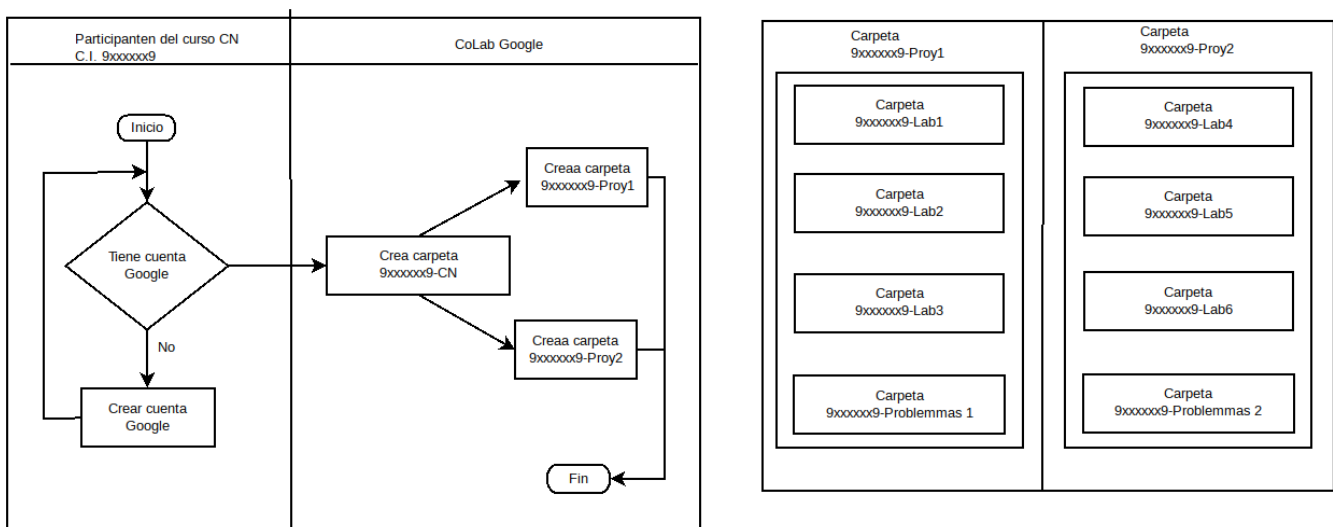 Participanten del curso CN
C.I. 9xxxxxx9
CoLab Google
Inicio
Tiene cuenta
Google
No
Crear cuenta
Google
Crea carpeta
9xxxxxx9-CN
Creaa carpeta
9xxxxxx9-Proy1
Creaa carpeta
9xxxxxx9-Proy2
Fin
Carpeta
9xxxxxx9-Proy1
Carpeta
9xxxxxx9-Lab1
Carpeta
9xxxxxx9-Lab2
Carpeta
9xxxxxx9-Lab3
Carpeta
9xxxxxx9-Problemmas 1
Carpeta
9xxxxxx9-Proy2
Carpeta
9xxxxxx9-Lab4
Carpeta
9xxxxxx9-Lab5
Carpeta
9xxxxxx9-Lab6
Carpeta
9xxxxxx9-Problemmas 2